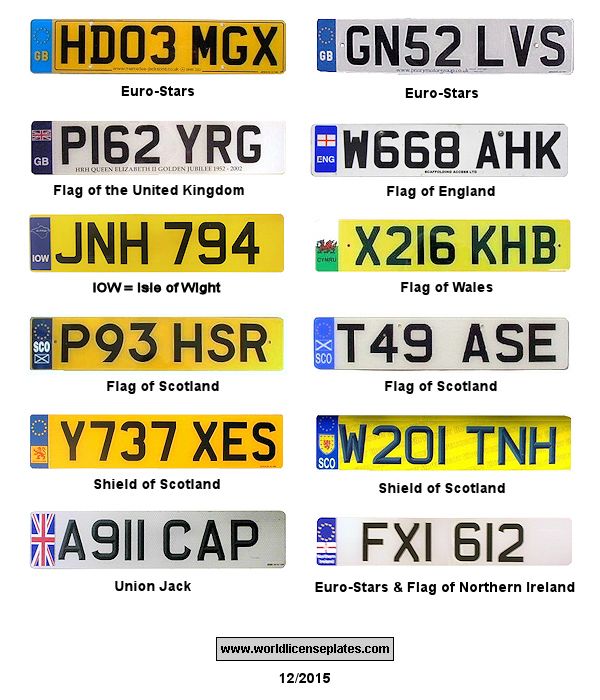 GB HD03 MGX
Euro-Stars
GB GN52 LVS
Euro-Stars
GB P162 YRG
HRH QUEEN ELIZABETH II GOLDEN JUBILEE 1952 - 2002
Flag of the United Kingdom
ENG W668 AHK
SCAFFOLDING ACCESS LTD
Flag of England
IOW JNH 794
IOW = Isle of Wight
CYMRU X216 KHB
Flag of Wales
SCO P93 HSR
Flag of Scotland
SCO T49 ASE
Flag of Scotland
Y737 XES
Shield of Scotland
SCO W201 TNH
Shield of Scotland
A911 CAP
Union Jack
FXI 612
Euro-Stars & Flag of Northern Ireland
www.worldlicenseplates.com
12/2015